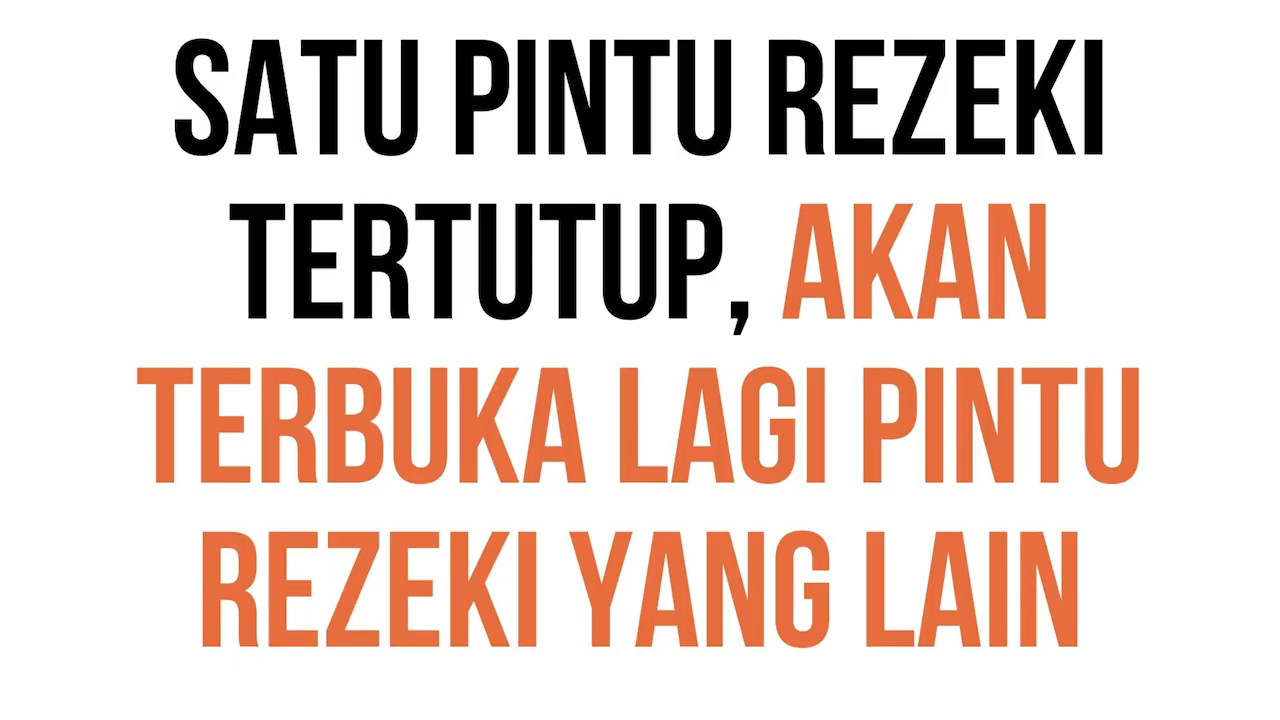 SATU PINTU REZEKI
TERTUTUP, AKAN
TERBUKA LAGI PINTU
REZEKI YANG LAIN